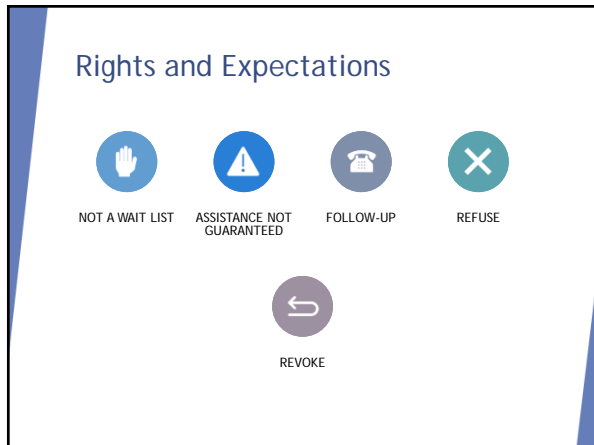 Rights and Expectations
NOT A WAIT LIST
ASSISTANCE NOT
GUARANTEED
FOLLOW-UP
REFUSE
REVOKE